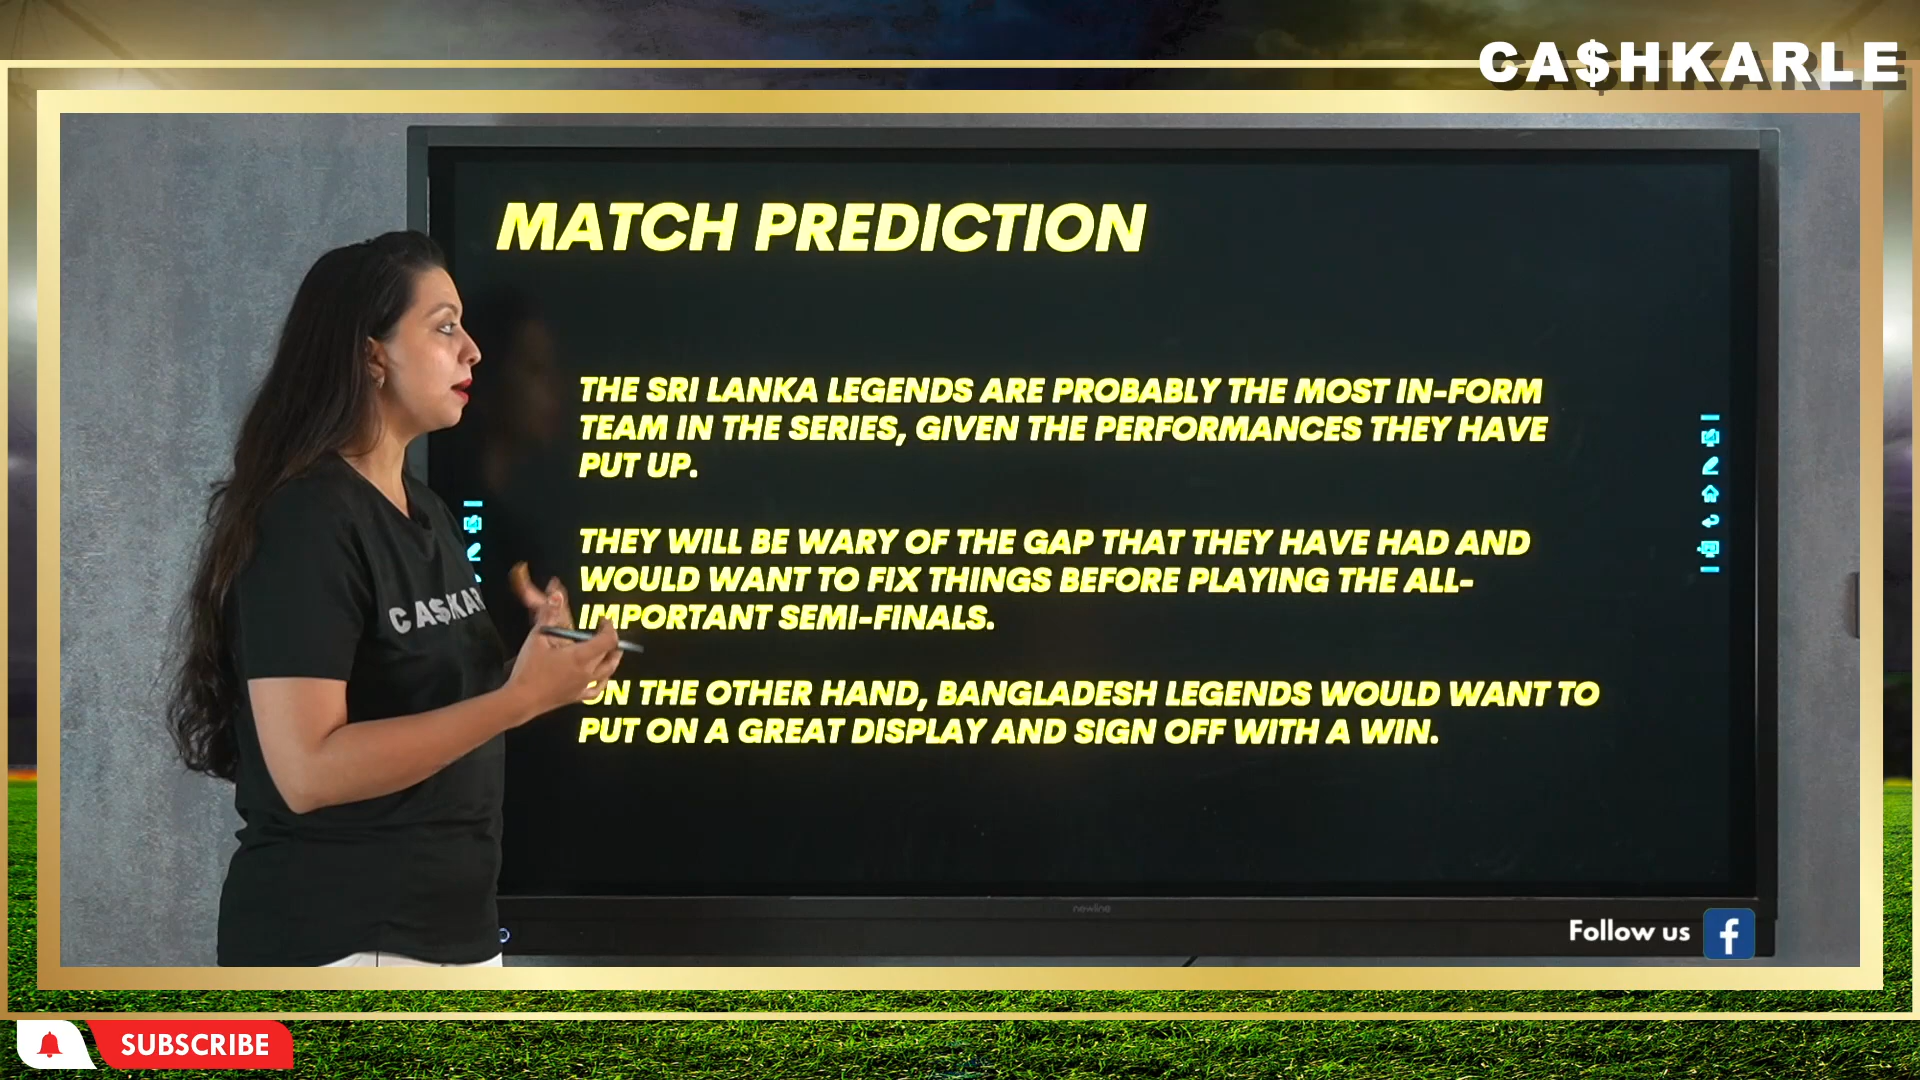 CA$HKARLE
MATCH PREDICTION
THE SRI LANKA LEGENDS ARE PROBABLY THE MOST IN-FORM
TEAM IN THE SERIES, GIVEN THE PERFORMANCES THEY HAVE
PUT UP.
THEY WILL BE WARY OF THE GAP THAT THEY HAVE HAD AND
WOULD WANT TO FIX THINGS BEFORE PLAYING THE ALL-
IMPORTANT SEMI-FINALS.
ON THE OTHER HAND, BANGLADESH LEGENDS WOULD WANT TO
PUT ON A GREAT DISPLAY AND SIGN OFF WITH A WIN.
CA$HKAR
newline
Follow us
SUBSCRIBE